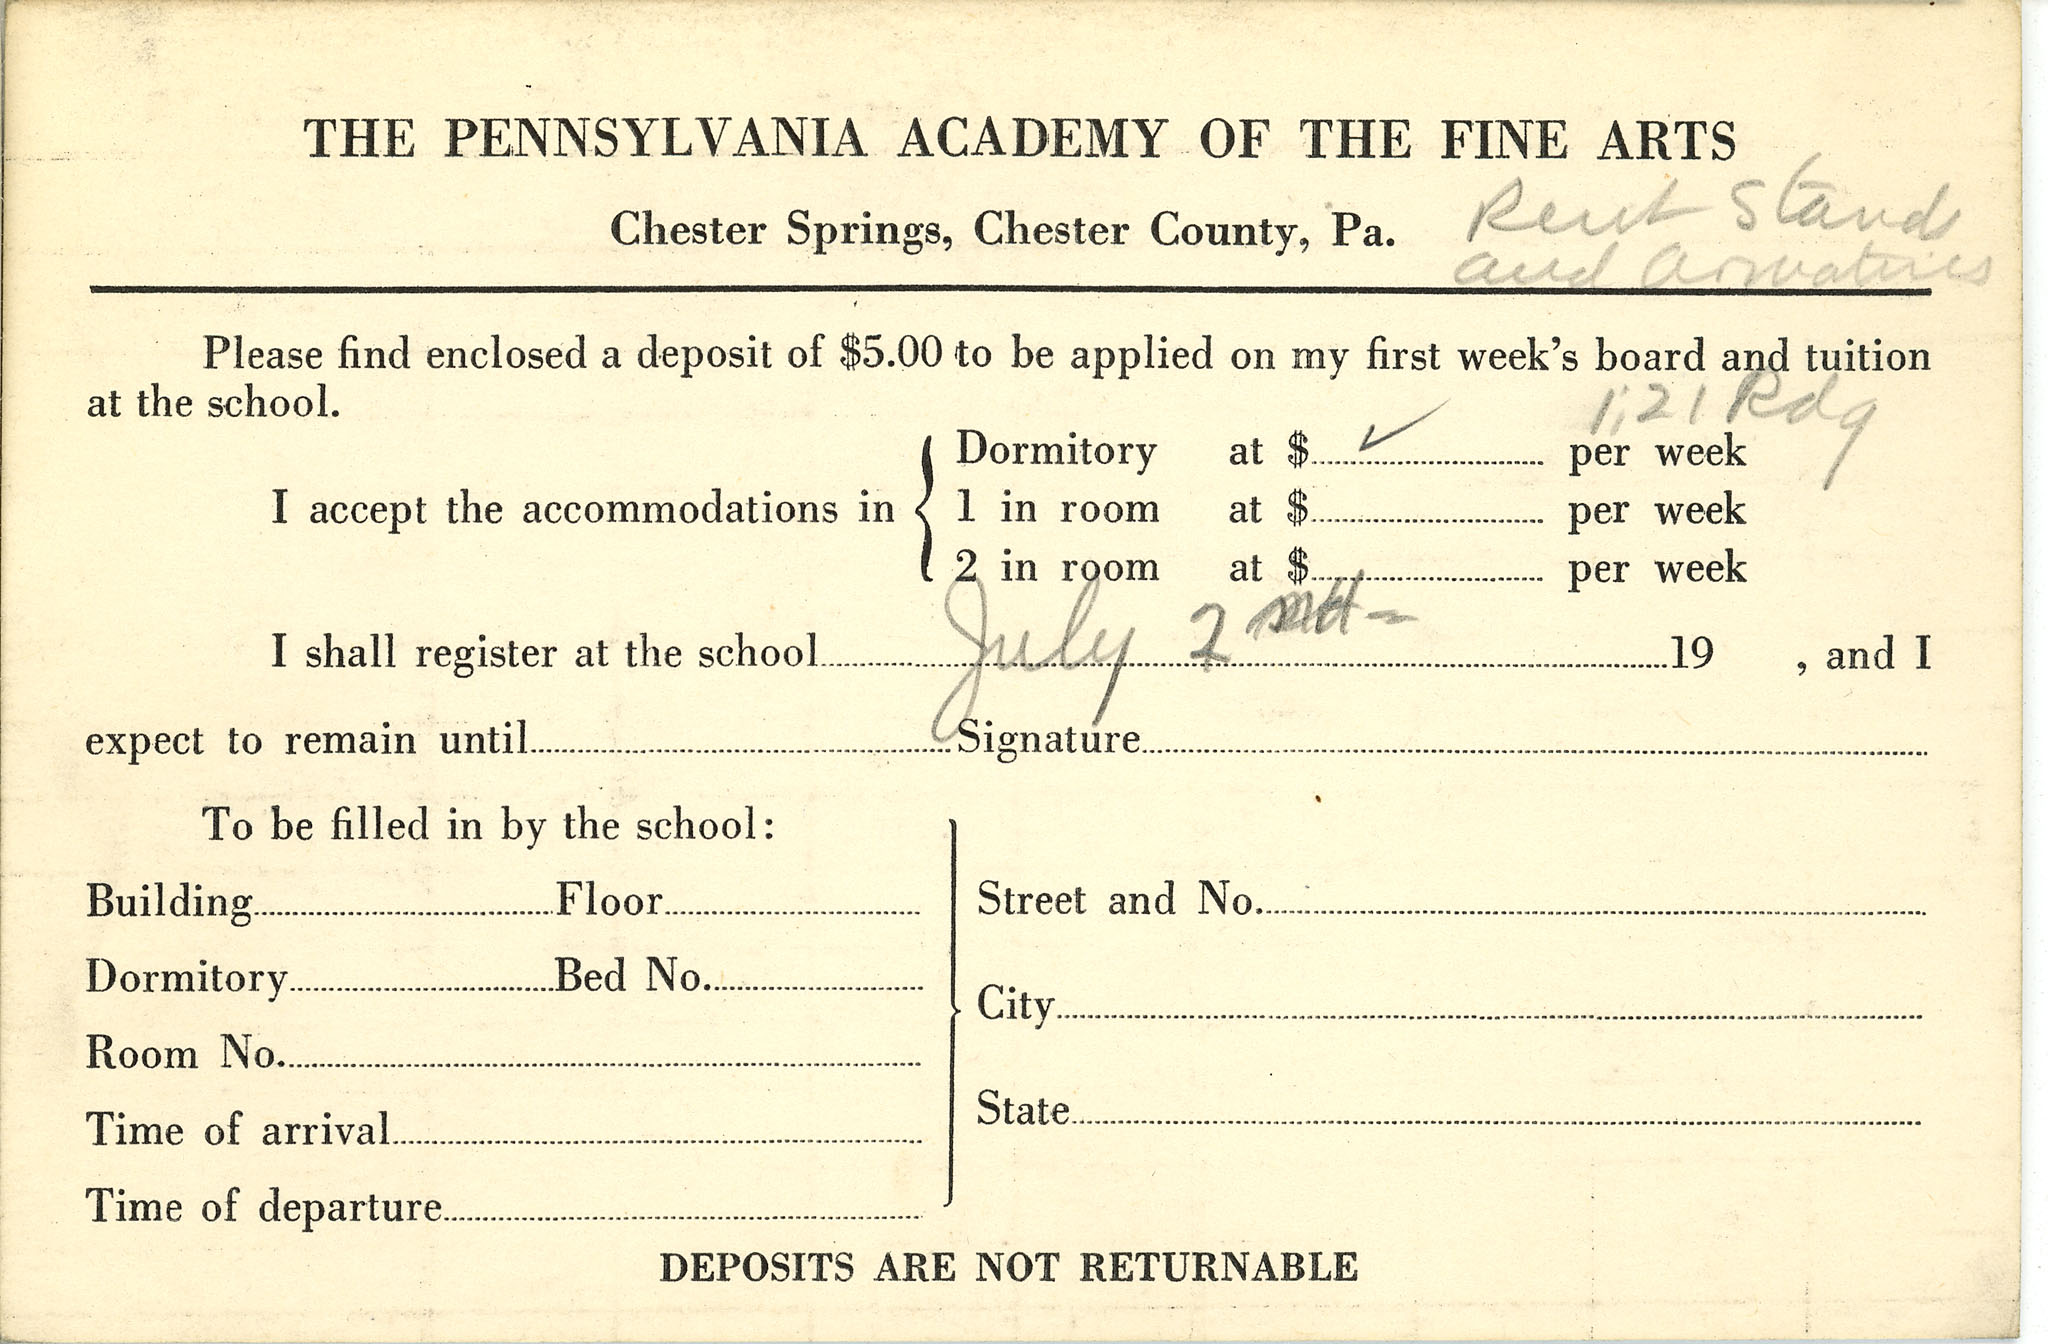 THE PENNSYLVANIA ACADEMY OF THE FINE ARTS
Chester Springs, Chester County, Pa.
Rent Stands
and Armatures
Please find enclosed a deposit of $5.00 to be applied on my first week's board and tuition
at the school.
1;21 Rdg
I accept the accommodations in
Dormitory at $ ✓ per week
1 in room at $ per week
2 in room at $ per week
I shall register at the school July 2 19 , and I
expect to remain until Signature
To be filled in by the school:
Building Floor
Dormitory Bed No.
Room No.
Time of arrival
Time of departure
Street and No.
City
State
DEPOSITS ARE NOT RETURNABLE